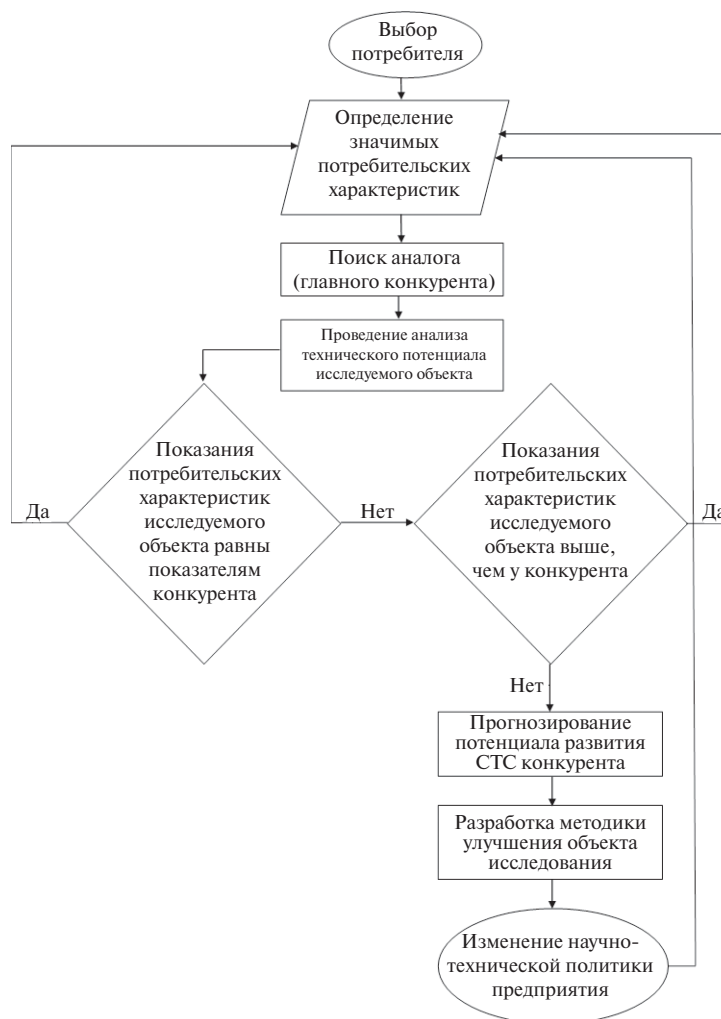 Выбор
потребителя
Определение
значимых
потребительских
характеристик
Поиск аналога
(главного конкурента)
Проведение анализа
технического потенциала
исследуемого объекта
Показания
потребительских
характеристик
исследуемого
объекта равны
показателям
конкурента
Да
Нет
Показания
потребительских
характеристик
исследуемого
объекта выше,
чем у конкурента
Да
Нет
Прогнозирование
потенциала развития
СТС конкурента
Разработка методики
улучшения объекта
исследования
Изменение научно-
технической политики
предприятия